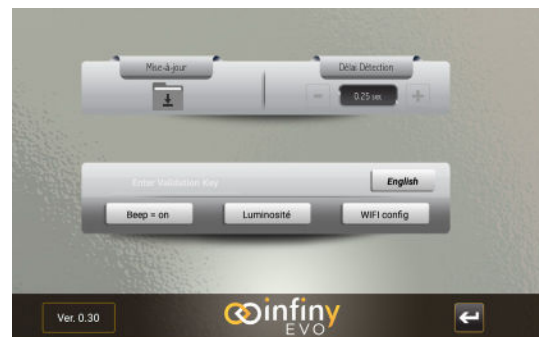 Mise-à-jour
Délai Détection
- 0.25 sec +
Enter Validation Key
English
Beep = on
Luminosité
WIFI config
Ver. 0.30
infiny
EVO